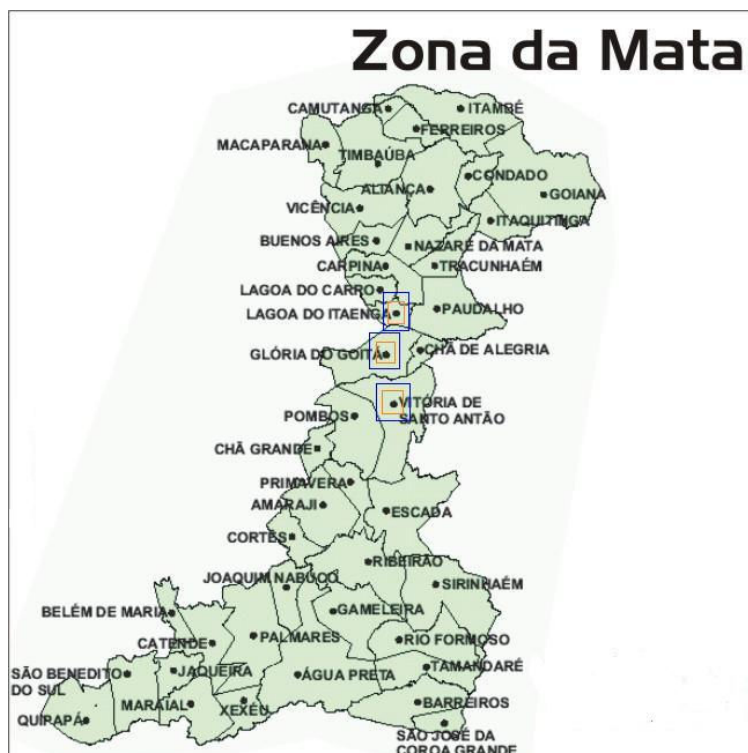 Zona da Mata
CAMUTANGA
ITAMBÉ
FERREIROS
MACAPARANA
TIMBAÚBA
CONDADO
ALIANÇA
GOIANA
VICÊNCIA
ITAQUITINGA
BUENOS AIRES
NAZARÉ DA MATA
CARPINA
TRACUNHAÉM
LAGOA DO CARRO
LAGOA DO ITAENGA
PAUDALHO
GLÓRIA DO GOITÁ
CHÃ DE ALEGRIA
VITÓRIA DE
SANTO ANTÃO
POMBOS
CHÃ GRANDE
PRIMAVERA
AMARAJI
ESCADA
CORTÊS
RIBEIRÃO
JOAQUIM NABUCO
SIRINHAÉM
BELÉM DE MARIA
GAMELEIRA
CATENDE
PALMARES
RIO FORMOSO
SÃO BENEDITO
DO SUL
JAQUEIRA
ÁGUA PRETA
TAMANDARÉ
MARAIAL
XEXÉU
BARREIROS
QUIPAPÁ
SÃO JOSÉ DA
COROA GRANDE